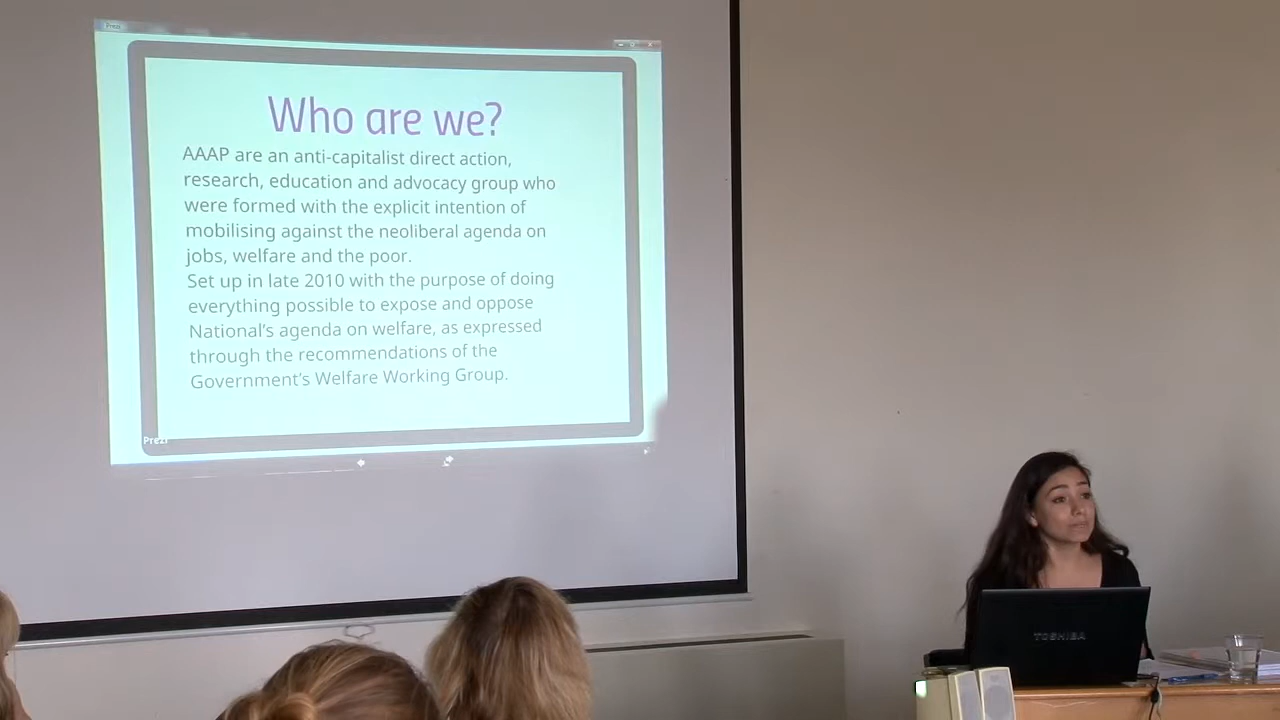 Prezi
Who are we?
AAAP are an anti-capitalist direct action,
research, education and advocacy group who
were formed with the explicit intention of
mobilising against the neoliberal agenda on
jobs, welfare and the poor.
Set up in late 2010 with the purpose of doing
everything possible to expose and oppose
National's agenda on welfare, as expressed
through the recommendations of the
Government's Welfare Working Group.
Prezi
TOSHIBA